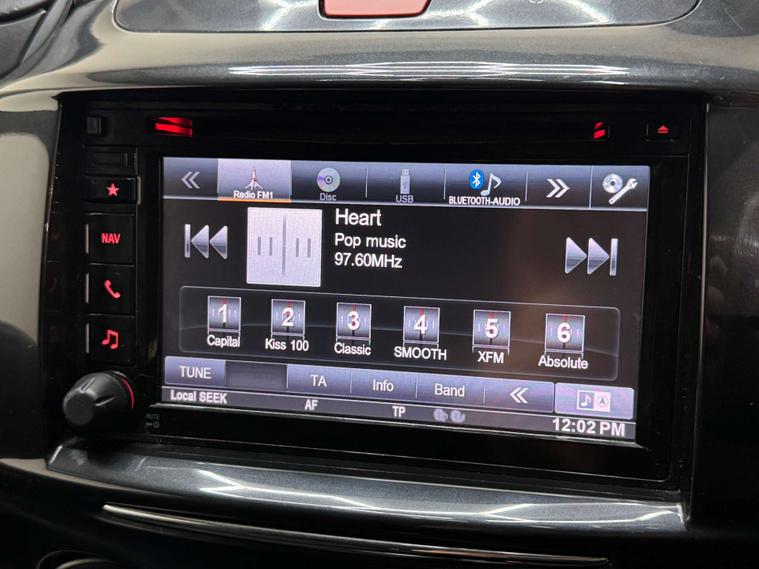 Radio FM1
Disc
USB
BLUETOOTH-AUDIO
Heart
Pop music
97.60MHz
NAV
1
2
3
4
5
6
Capital
Kiss 100
Classic
SMOOTH
XFM
Absolute
TUNE
TA
Info
Band
Local SEEK
AF
TP
12:02 PM
MUTE